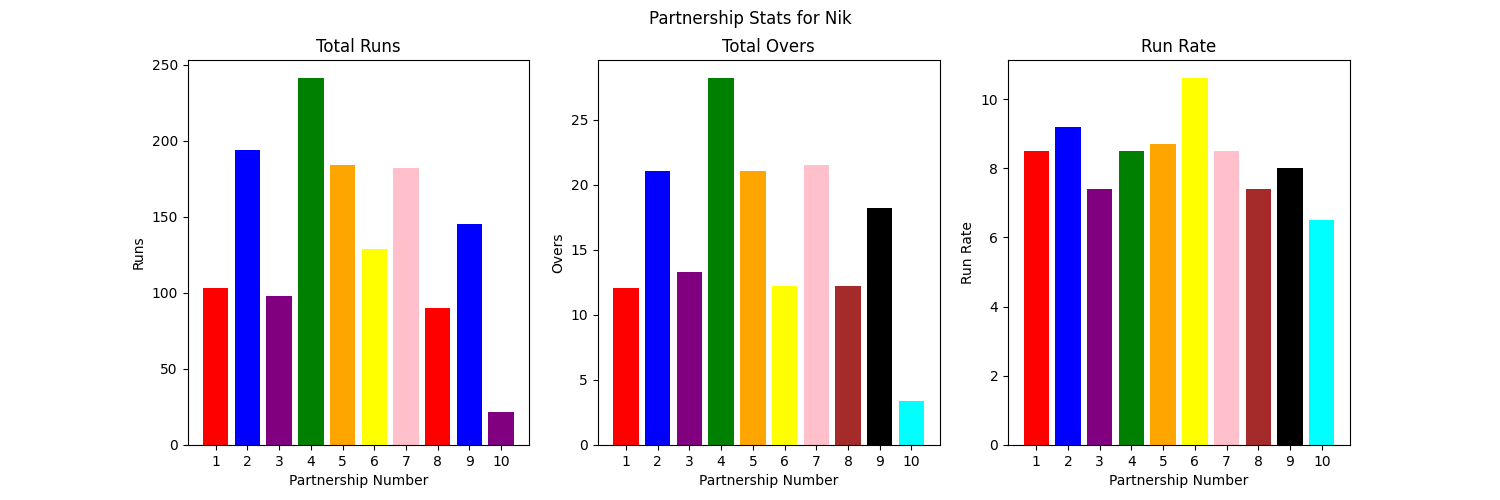 Partnership Stats for Nik
Total Runs
250
200
150
100
50
0
Runs
1 2 3 4 5 6 7 8 9 10
Partnership Number
Total Overs
25
20
15
10
5
0
Overs
1 2 3 4 5 6 7 8 9 10
Partnership Number
Run Rate
10
8
6
4
2
0
Run Rate
1 2 3 4 5 6 7 8 9 10
Partnership Number